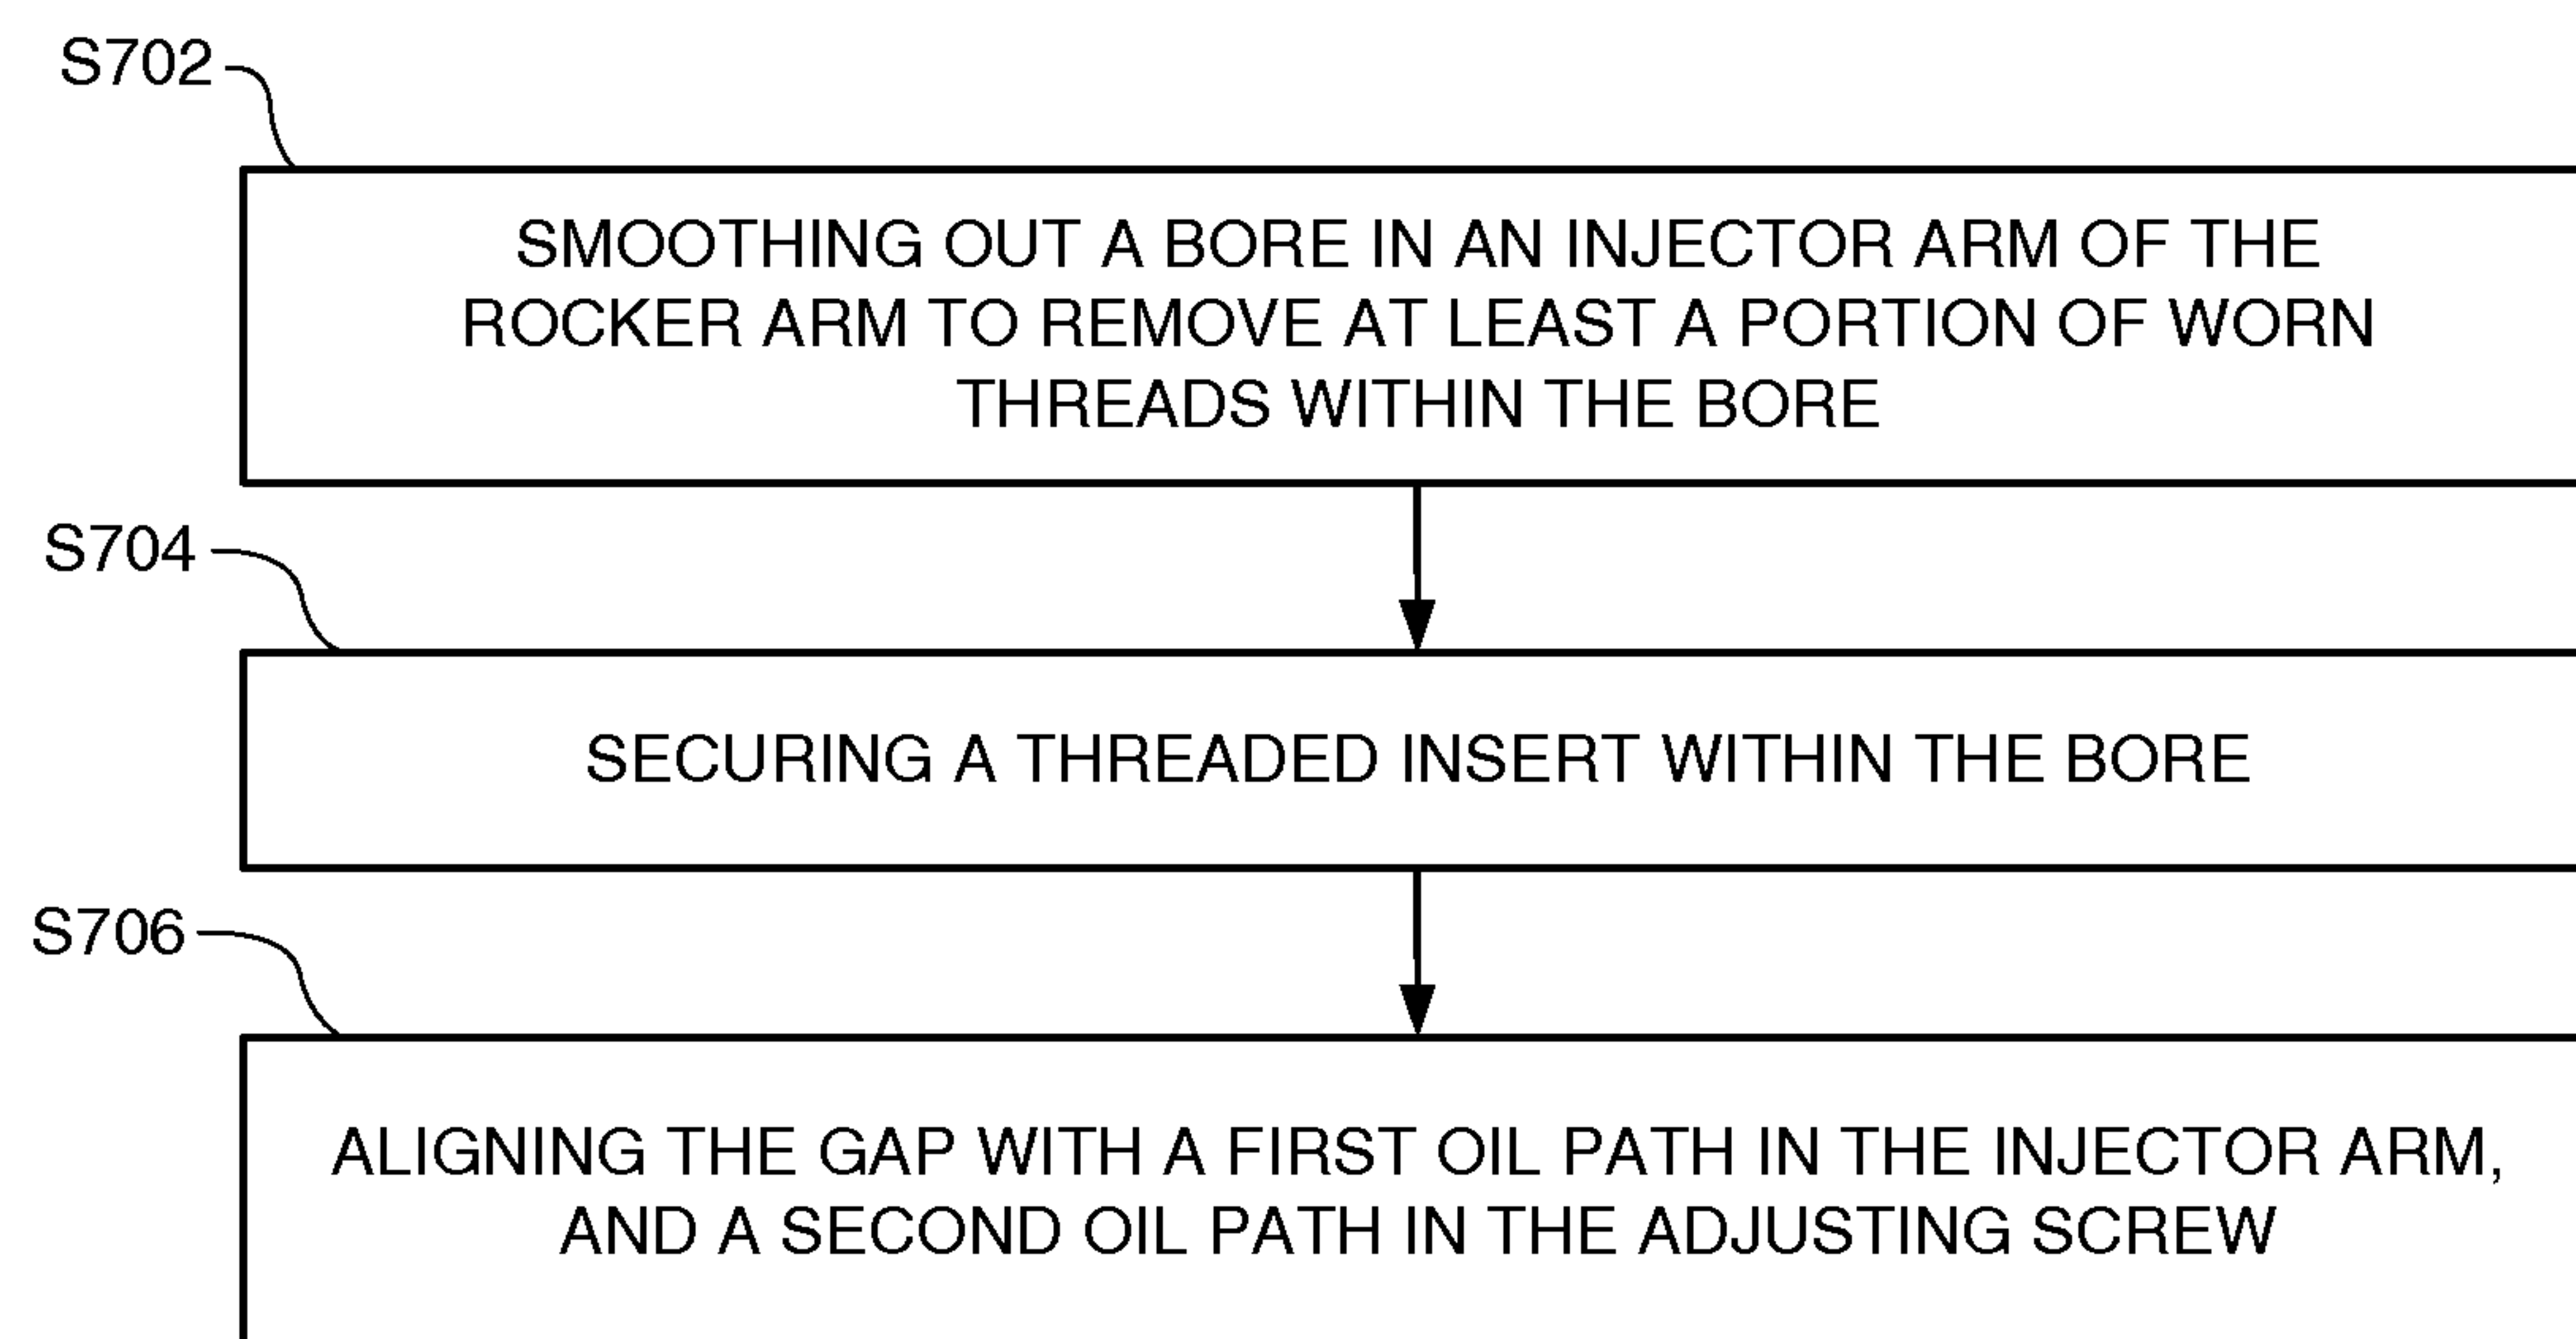 S702
SMOOTHING OUT A BORE IN AN INJECTOR ARM OF THE
ROCKER ARM TO REMOVE AT LEAST A PORTION OF WORN
THREADS WITHIN THE BORE
S704
SECURING A THREADED INSERT WITHIN THE BORE
S706
ALIGNING THE GAP WITH A FIRST OIL PATH IN THE INJECTOR ARM,
AND A SECOND OIL PATH IN THE ADJUSTING SCREW